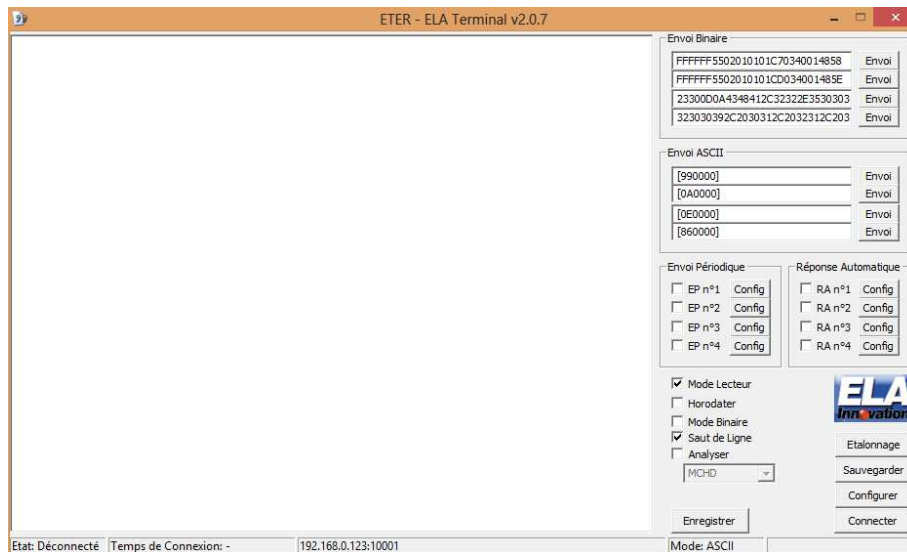 ETER - ELA Terminal v2.0.7
Envoi Binaire
FFFFFF5502010101C70340014858 Envoi
FFFFFF5502010101CD034001485E Envoi
23300D0A4348412C32322E3530303 Envoi
323030392C2030312C2032312C203 Envoi
Envoi ASCII
[990000] Envoi
[0A0000] Envoi
[0E0000] Envoi
[860000] Envoi
Envoi Périodique
EP n°1 Config
EP n°2 Config
EP n°3 Config
EP n°4 Config
Réponse Automatique
RA n°1 Config
RA n°2 Config
RA n°3 Config
RA n°4 Config
Mode Lecteur
Horodater
Mode Binaire
Saut de Ligne
Analyser
MCHD
Enregistrer
ELA
Innovation
Etalonnage
Sauvegarder
Configurer
Connecter
Etat: Déconnecté Temps de Connexion: - 192.168.0.123:10001 Mode: ASCII